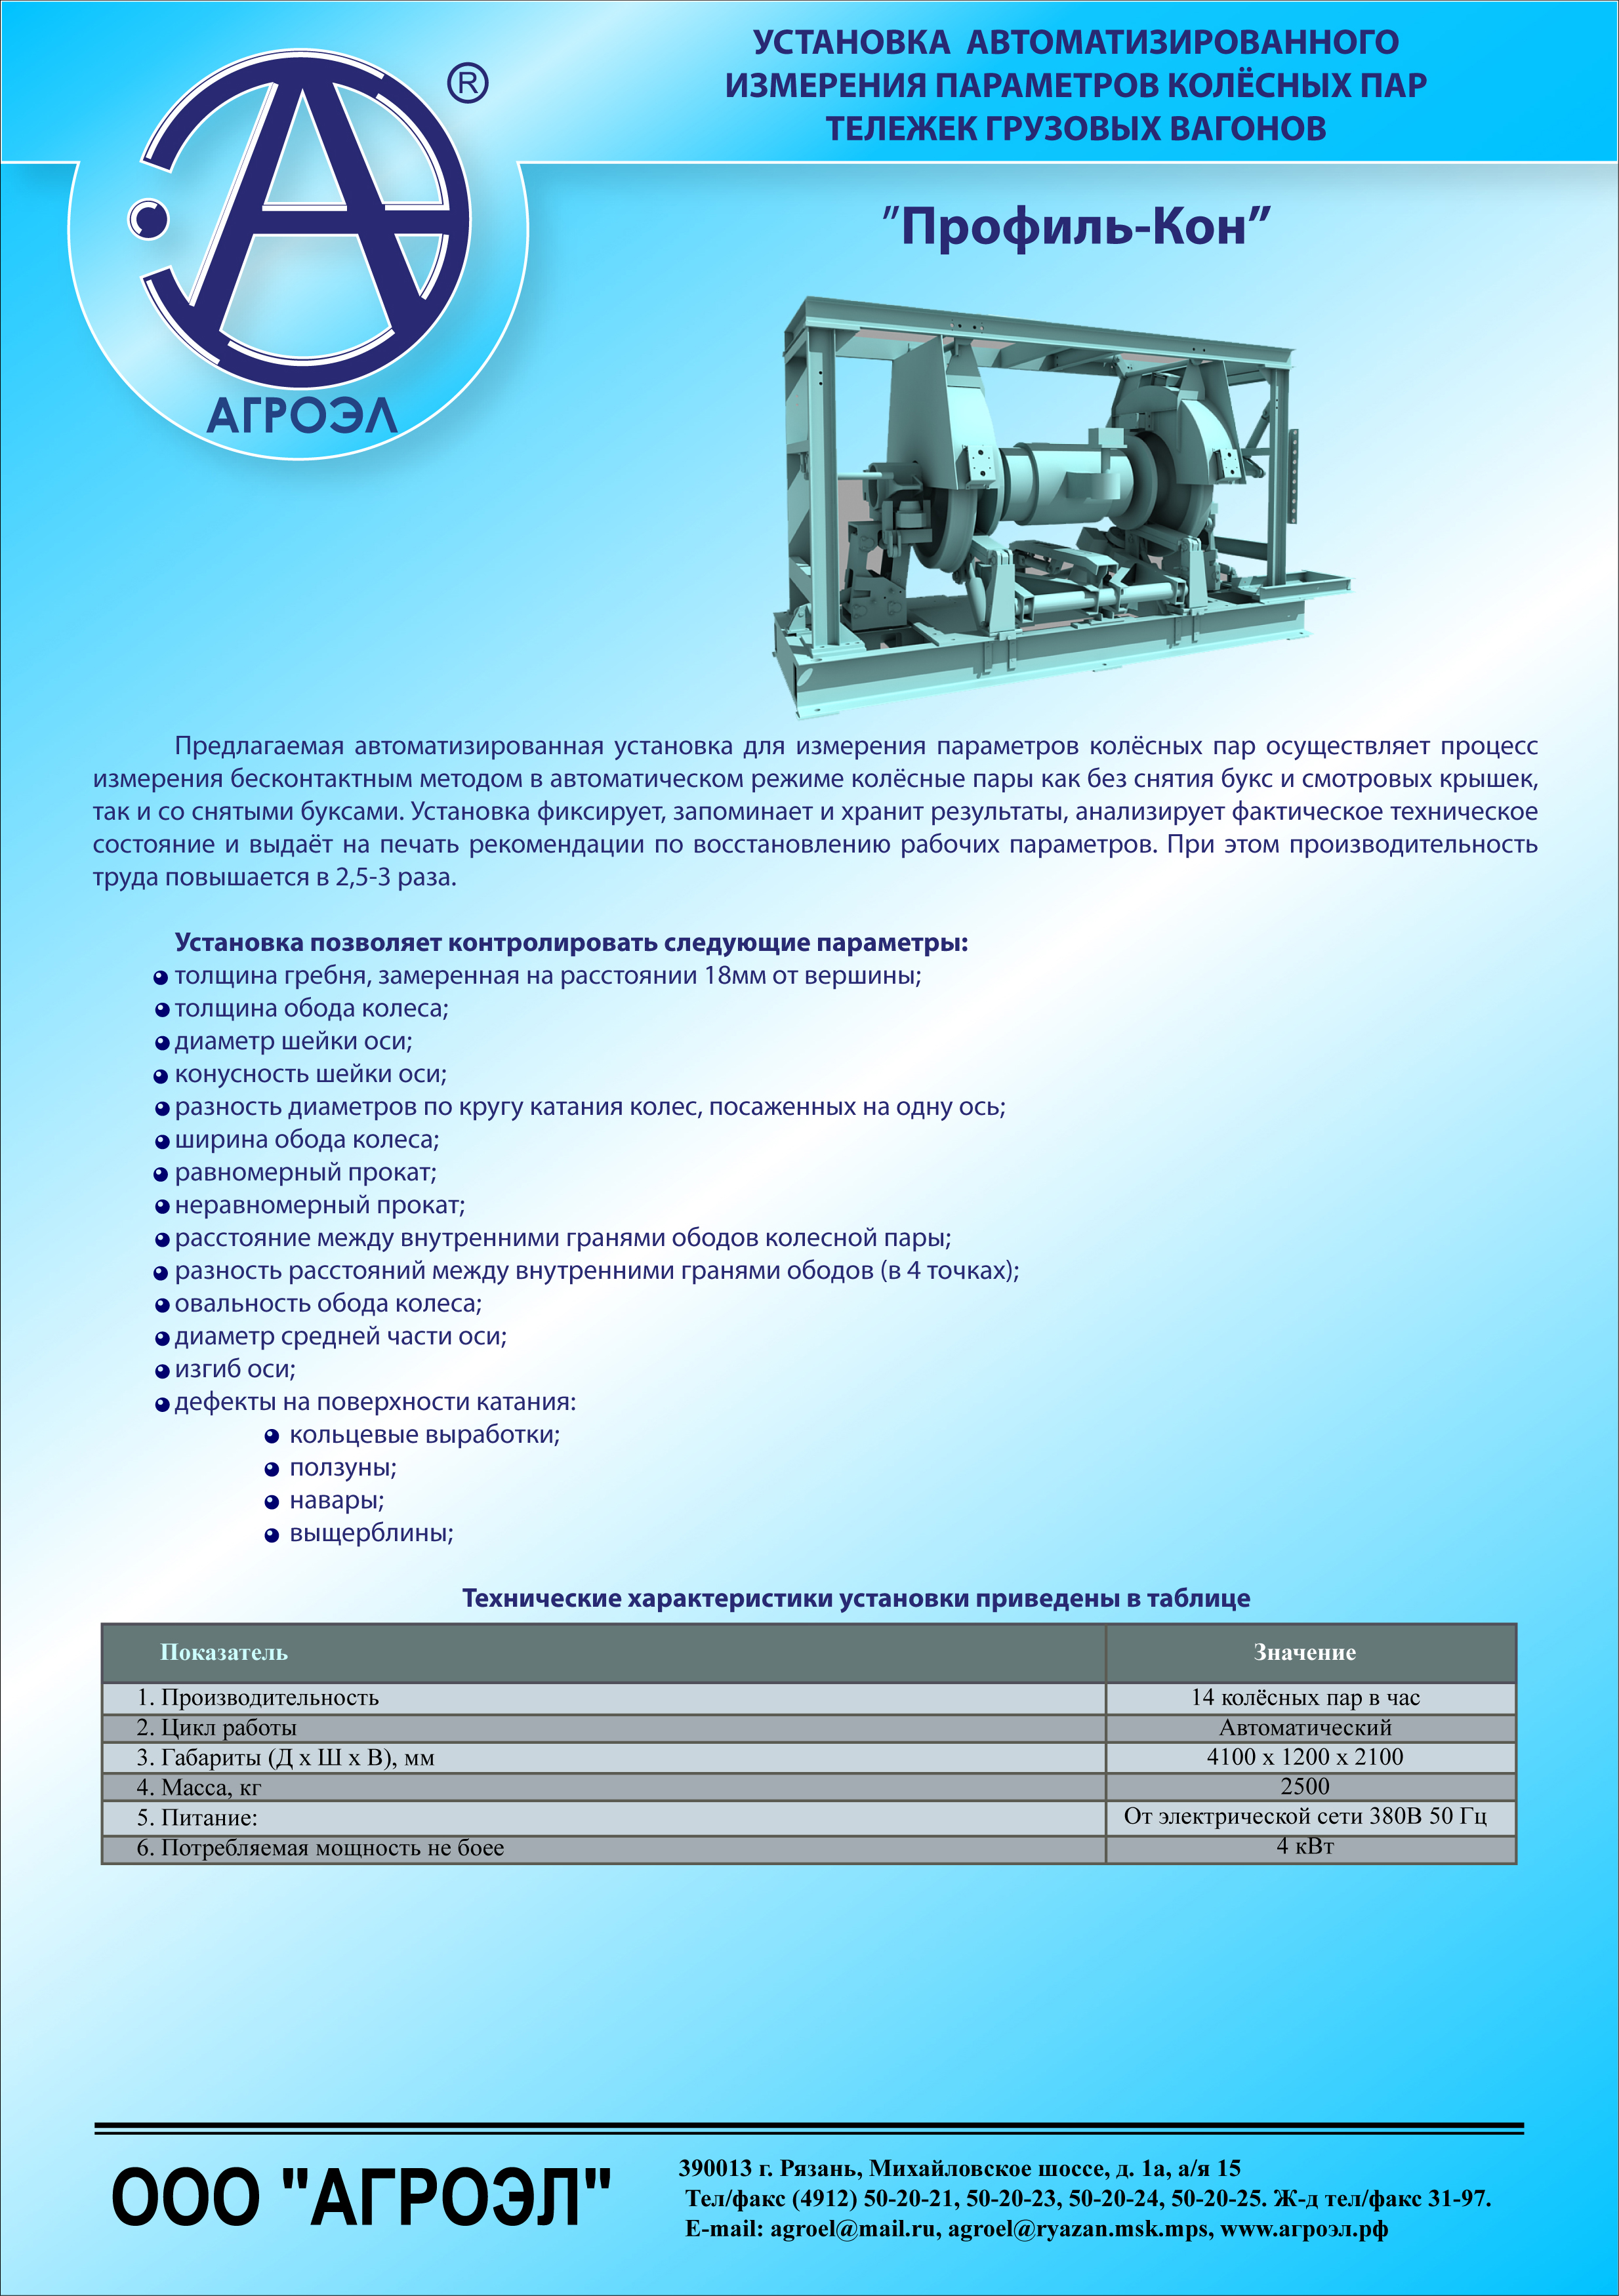 ®
АГРОЭЛ
УСТАНОВКА АВТОМАТИЗИРОВАННОГО
ИЗМЕРЕНИЯ ПАРАМЕТРОВ КОЛЁСНЫХ ПАР
ТЕЛЕЖЕК ГРУЗОВЫХ ВАГОНОВ
"Профиль-Кон"
Предлагаемая автоматизированная установка для измерения параметров колёсных пар осуществляет процесс
измерения бесконтактным методом в автоматическом режиме колёсные пары как без снятия букс и смотровых крышек,
так и со снятыми буксами. Установка фиксирует, запоминает и хранит результаты, анализирует фактическое техническое
состояние и выдаёт на печать рекомендации по восстановлению рабочих параметров. При этом производительность
труда повышается в 2,5-3 раза.
Установка позволяет контролировать следующие параметры:
толщина гребня, замеренная на расстоянии 18мм от вершины;
толщина обода колеса;
диаметр шейки оси;
конусность шейки оси;
разность диаметров по кругу катания колес, посаженных на одну ось;
ширина обода колеса;
равномерный прокат;
неравномерный прокат;
расстояние между внутренними гранями ободов колесной пары;
разность расстояний между внутренними гранями ободов (в 4 точках);
овальность обода колеса;
диаметр средней части оси;
изгиб оси;
дефекты на поверхности катания:
кольцевые выработки;
ползуны;
навары;
выщерблины;
Технические характеристики установки приведены в таблице
Показатель Значение
1. Производительность 14 колёсных пар в час
2. Цикл работы Автоматический
3. Габариты (Д х Ш х В), мм 4100 х 1200 х 2100
4. Масса, кг 2500
5. Питание: От электрической сети 380В 50 Гц
6. Потребляемая мощность не боее 4 кВт
ООО "АГРОЭЛ"
390013 г. Рязань, Михайловское шоссе, д. 1а, а/я 15
Тел/факс (4912) 50-20-21, 50-20-23, 50-20-24, 50-20-25. Ж-д тел/факс 31-97.
E-mail: agroel@mail.ru, agroel@ryazan.msk.mps, www.агроэл.рф